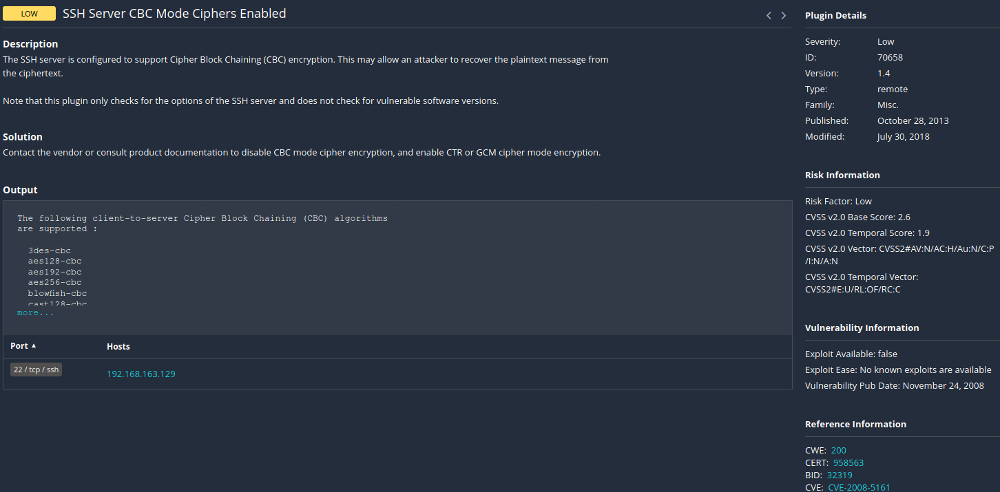 LOW SSH Server CBC Mode Ciphers Enabled
Description
The SSH server is configured to support Cipher Block Chaining (CBC) encryption. This may allow an attacker to recover the plaintext message from
the ciphertext.
Note that this plugin only checks for the options of the SSH server and does not check for vulnerable software versions.
Solution
Contact the vendor or consult product documentation to disable CBC mode cipher encryption, and enable CTR or GCM cipher mode encryption.
Output
The following client-to-server Cipher Block Chaining (CBC) algorithms
are supported :
3des-cbc
aes128-cbc
aes192-cbc
aes256-cbc
blowfish-cbc
cast128-cbc
more...
Port ▲ Hosts
22 / tcp / ssh 192.168.163.129
Plugin Details
Severity: Low
ID: 70658
Version: 1.4
Type: remote
Family: Misc.
Published: October 28, 2013
Modified: July 30, 2018
Risk Information
Risk Factor: Low
CVSS v2.0 Base Score: 2.6
CVSS v2.0 Temporal Score: 1.9
CVSS v2.0 Vector: CVSS2#AV:N/AC:H/Au:N/C:P
/I:N/A:N
CVSS v2.0 Temporal Vector:
CVSS2#E:U/RL:OF/RC:C
Vulnerability Information
Exploit Available: false
Exploit Ease: No known exploits are available
Vulnerability Pub Date: November 24, 2008
Reference Information
CWE: 200
CERT: 958563
BID: 32319
CVE: CVE-2008-5161